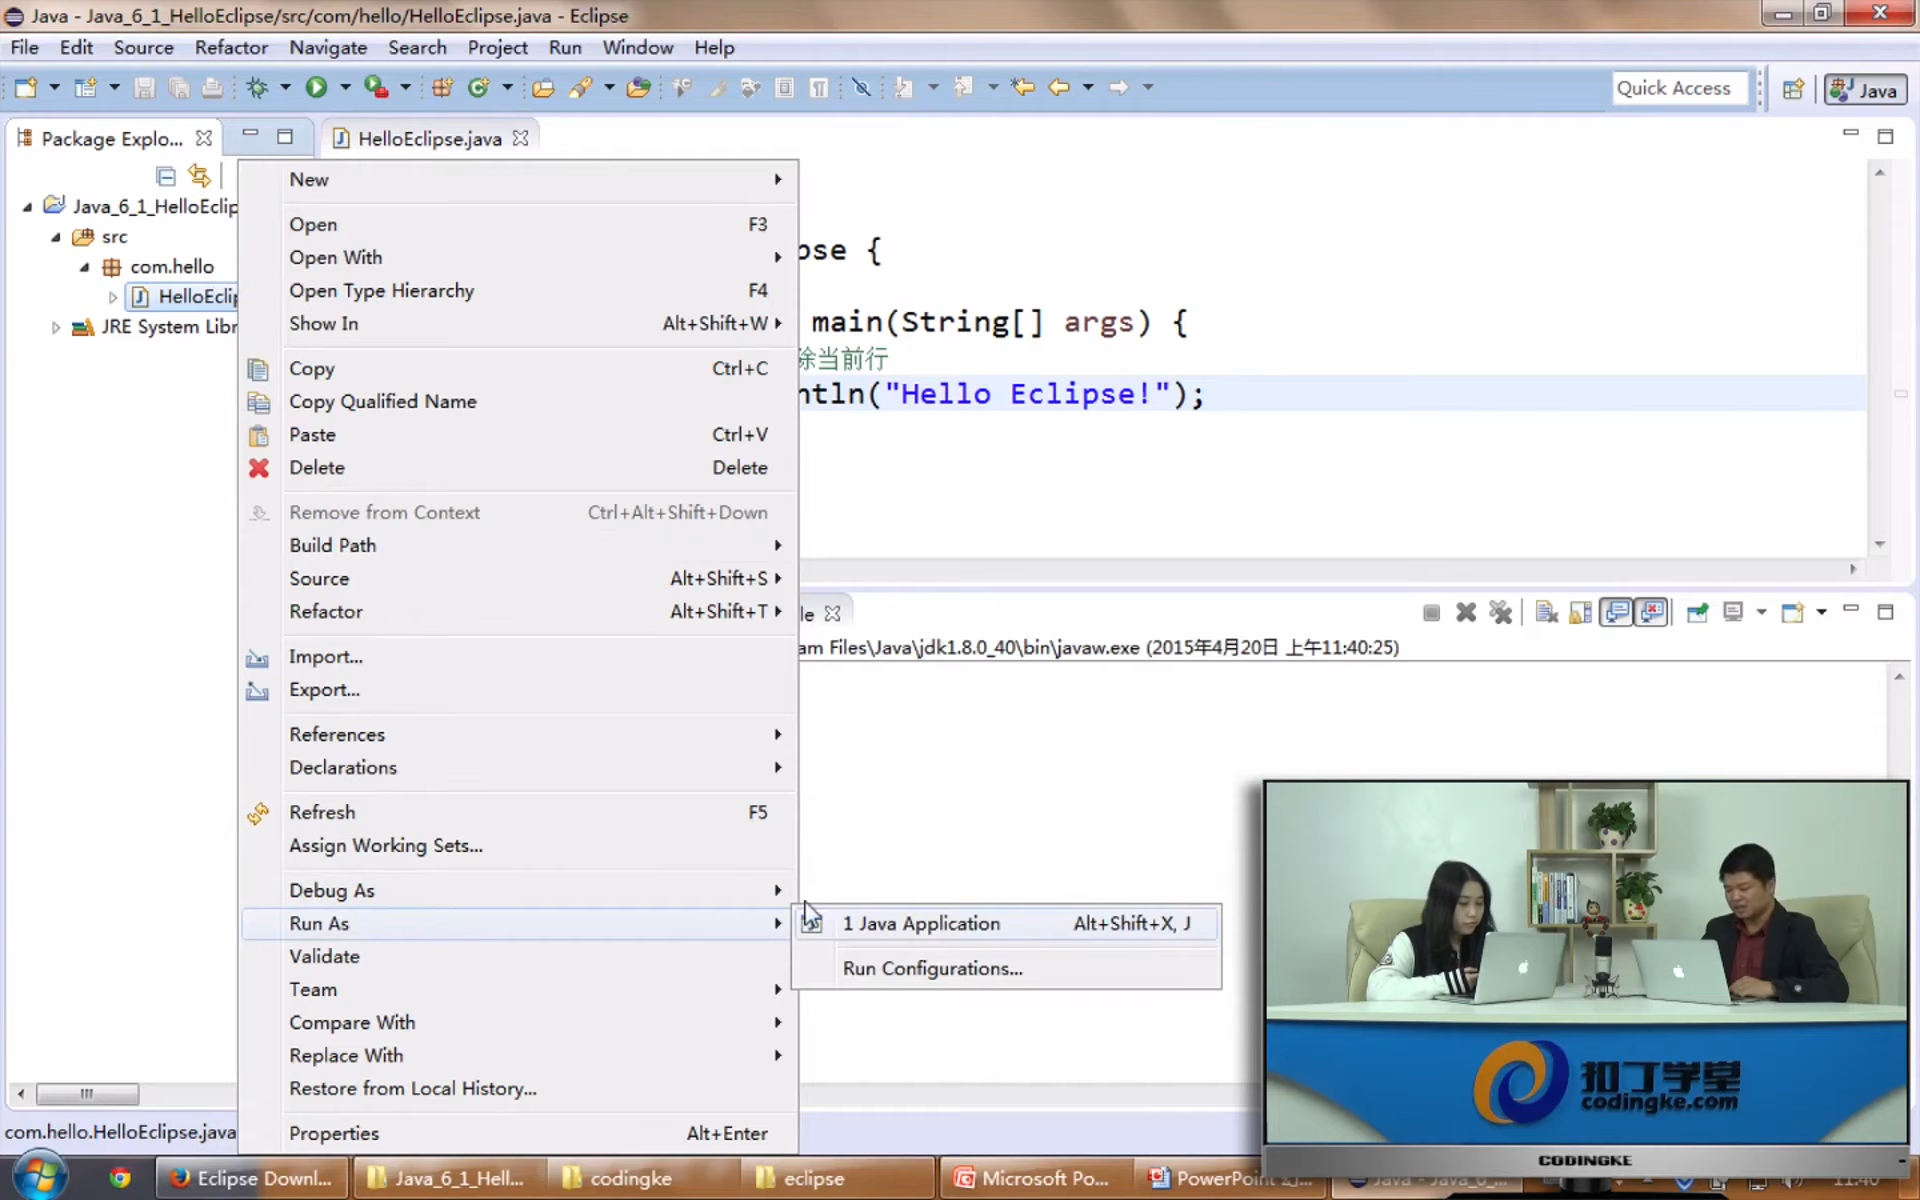 Java - Java_6_1_HelloEclipse/src/com/hello/HelloEclipse.java - Eclipse
File Edit Source Refactor Navigate Search Project Run Window Help
Quick Access
Java
Package Explo...
HelloEclipse.java
Java_6_1_HelloEclip
src
com.hello
HelloEclip
JRE System Libr
New
Open F3
Open With
Open Type Hierarchy F4
Show In Alt+Shift+W
Copy Ctrl+C
Copy Qualified Name
Paste Ctrl+V
Delete Delete
Remove from Context Ctrl+Alt+Shift+Down
Build Path
Source Alt+Shift+S
Refactor Alt+Shift+T
Import...
Export...
References
Declarations
Refresh F5
Assign Working Sets...
Debug As
Run As
Validate
Team
Compare With
Replace With
Restore from Local History...
Properties Alt+Enter
1 Java Application Alt+Shift+X, J
Run Configurations...
pse {
main(String[] args) {
除当前行
ntln("Hello Eclipse!");
le
am Files\Java\jdk1.8.0_40\bin\javaw.exe (2015年4月20日 上午11:40:25)
扣丁学堂
codingke.com
CODINGKE
com.hello.HelloEclipse.java
Eclipse Downl...
Java_6_1_Hell...
codingke
eclipse
Microsoft Po...
PowerPoint
Java - Java_6_...
11:40